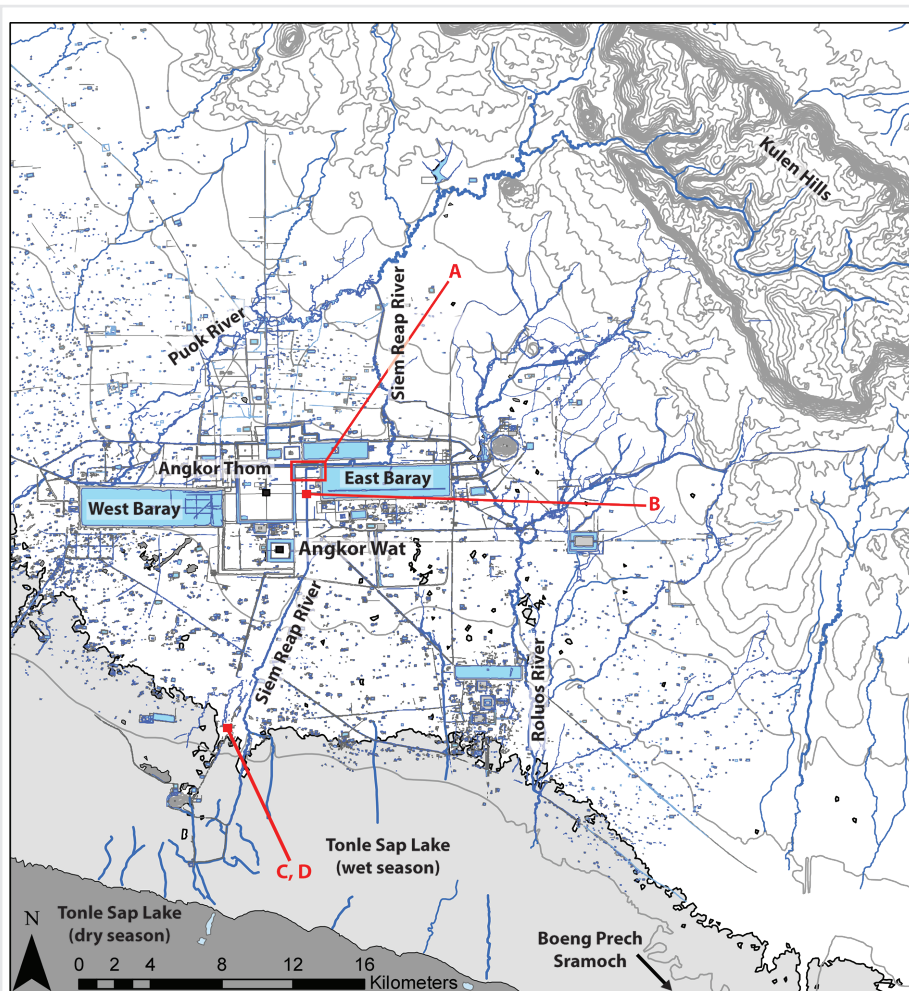 Kulen Hills
A
Siem Reap River
Puok River
Angkor Thom
East Baray
B
West Baray
Angkor Wat
Siem Reap River
Roluos River
Tonle Sap Lake
(wet season)
C, D
Tonle Sap Lake
(dry season)
N
Boeng Prech
Sramoch
0 2 4 8 12 16
Kilometers